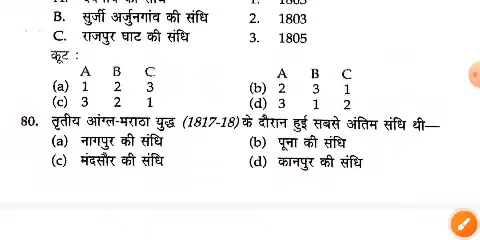 B. सुर्जी अर्जुनगांव की संधि 2. 1803
C. राजपुर घाट की संधि 3. 1805
कूट :
A B C A B C
(a) 1 2 3 (b) 2 3 1
(c) 3 2 1 (d) 3 1 2
80. तृतीय आंग्ल-मराठा युद्ध (1817-18) के दौरान हुई सबसे अंतिम संधि थी—
(a) नागपुर की संधि (b) पूना की संधि
(c) मंदसौर की संधि (d) कानपुर की संधि